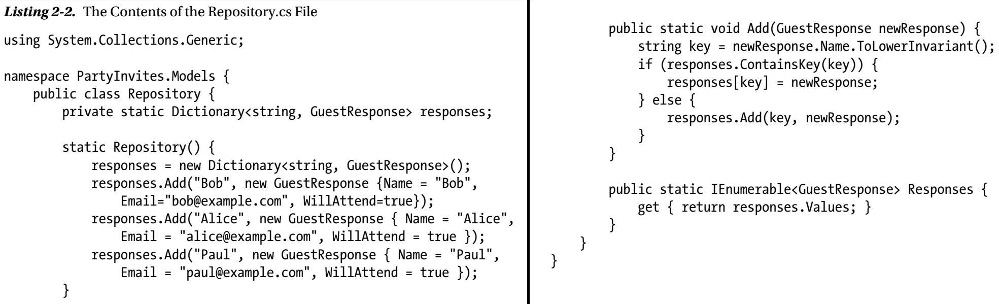 Listing 2-2. The Contents of the Repository.cs File
using System.Collections.Generic;
namespace PartyInvites.Models {
    public class Repository {
        private static Dictionary<string, GuestResponse> responses;
        static Repository() {
            responses = new Dictionary<string, GuestResponse>();
            responses.Add("Bob", new GuestResponse {Name = "Bob",
                Email="bob@example.com", WillAttend=true});
            responses.Add("Alice", new GuestResponse { Name = "Alice",
                Email = "alice@example.com", WillAttend = true });
            responses.Add("Paul", new GuestResponse { Name = "Paul",
                Email = "paul@example.com", WillAttend = true });
        }
        public static void Add(GuestResponse newResponse) {
            string key = newResponse.Name.ToLowerInvariant();
            if (responses.ContainsKey(key)) {
                responses[key] = newResponse;
            } else {
                responses.Add(key, newResponse);
            }
        }
        public static IEnumerable<GuestResponse> Responses {
            get { return responses.Values; }
        }
    }
}